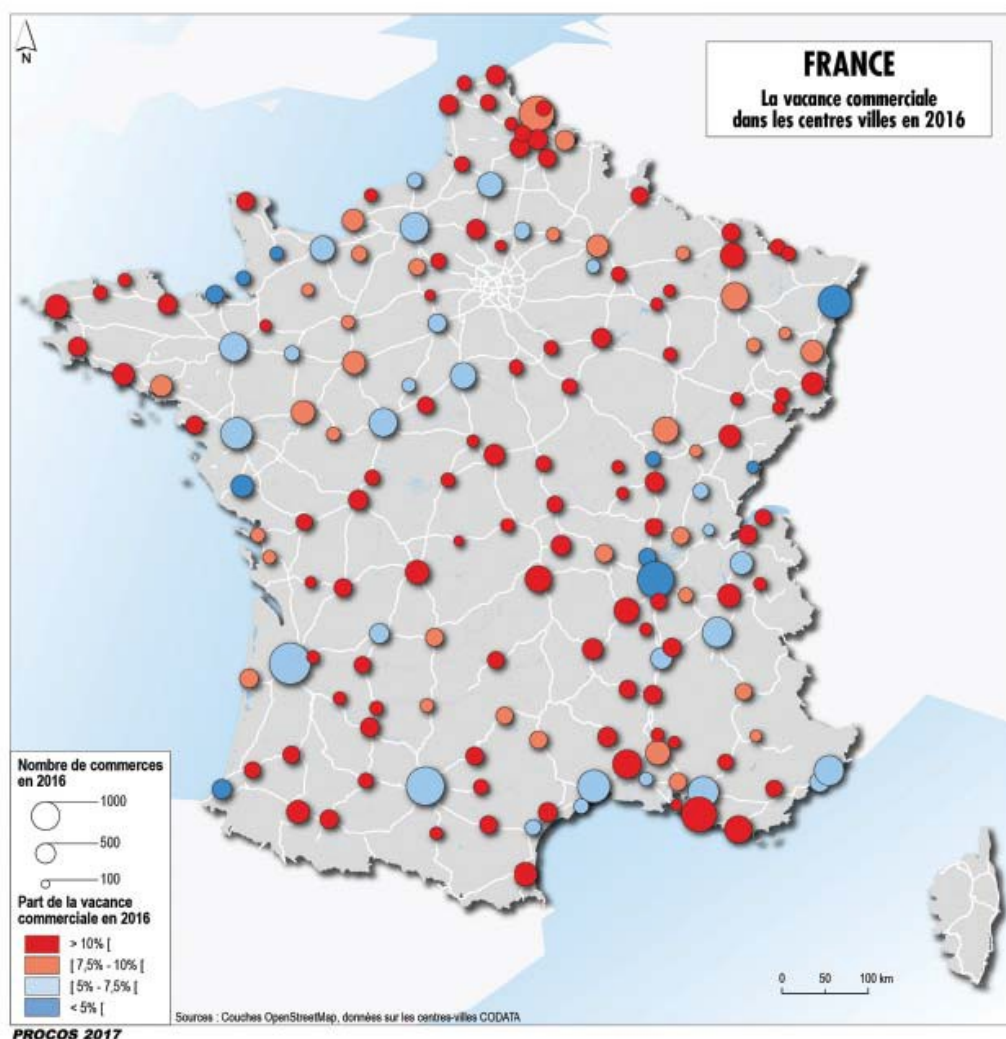 N
FRANCE
La vacance commerciale
dans les centres villes en 2016
Nombre de commerces
en 2016
1000
500
100
Part de la vacance
commerciale en 2016
> 10% [
[ 7,5% - 10% [
[ 5% - 7,5% [
< 5% [
0 50 100 km
Sources : Couches OpenStreetMap, données sur les centres-villes CODATA
PROCOS 2017